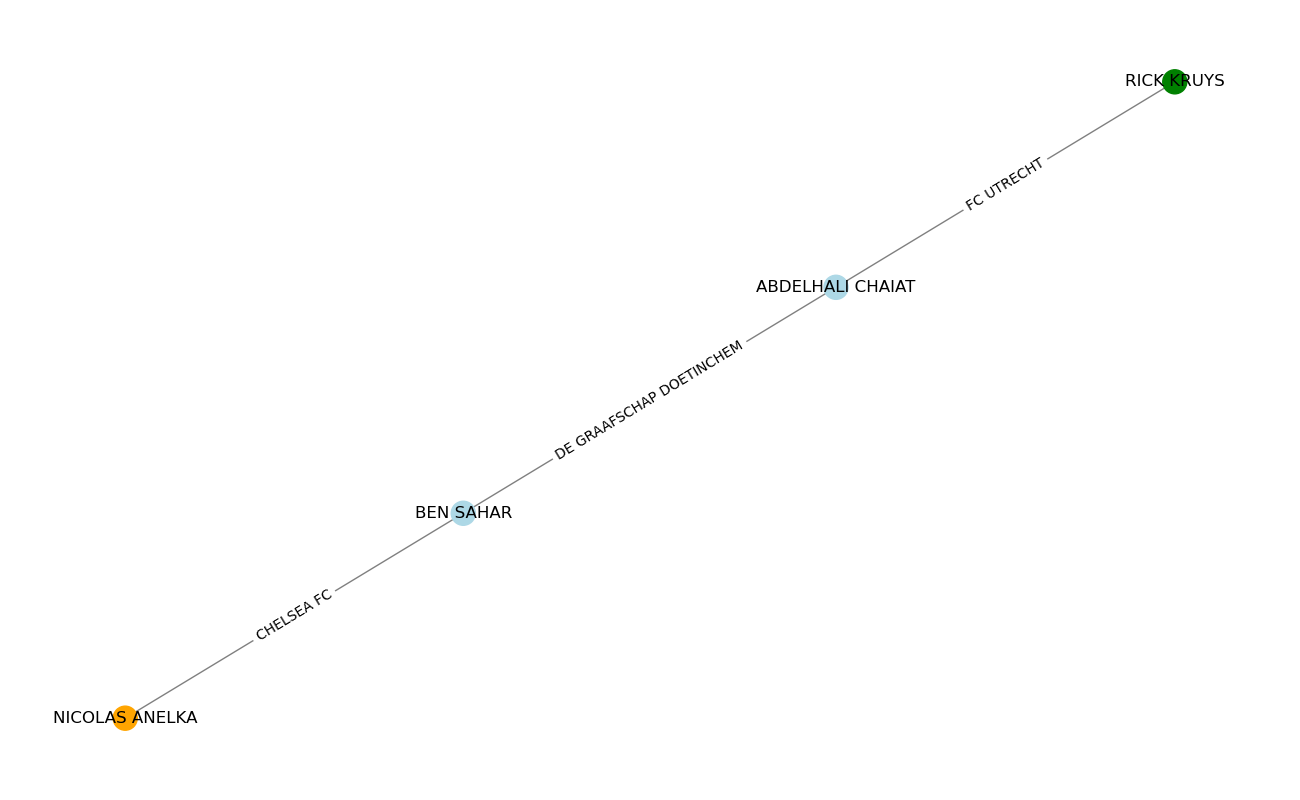 RICK KRUYS
FC UTRECHT
ABDELHALI CHAIAT
DE GRAAFSCHAP DOETINCHEM
BEN SAHAR
CHELSEA FC
NICOLAS ANELKA